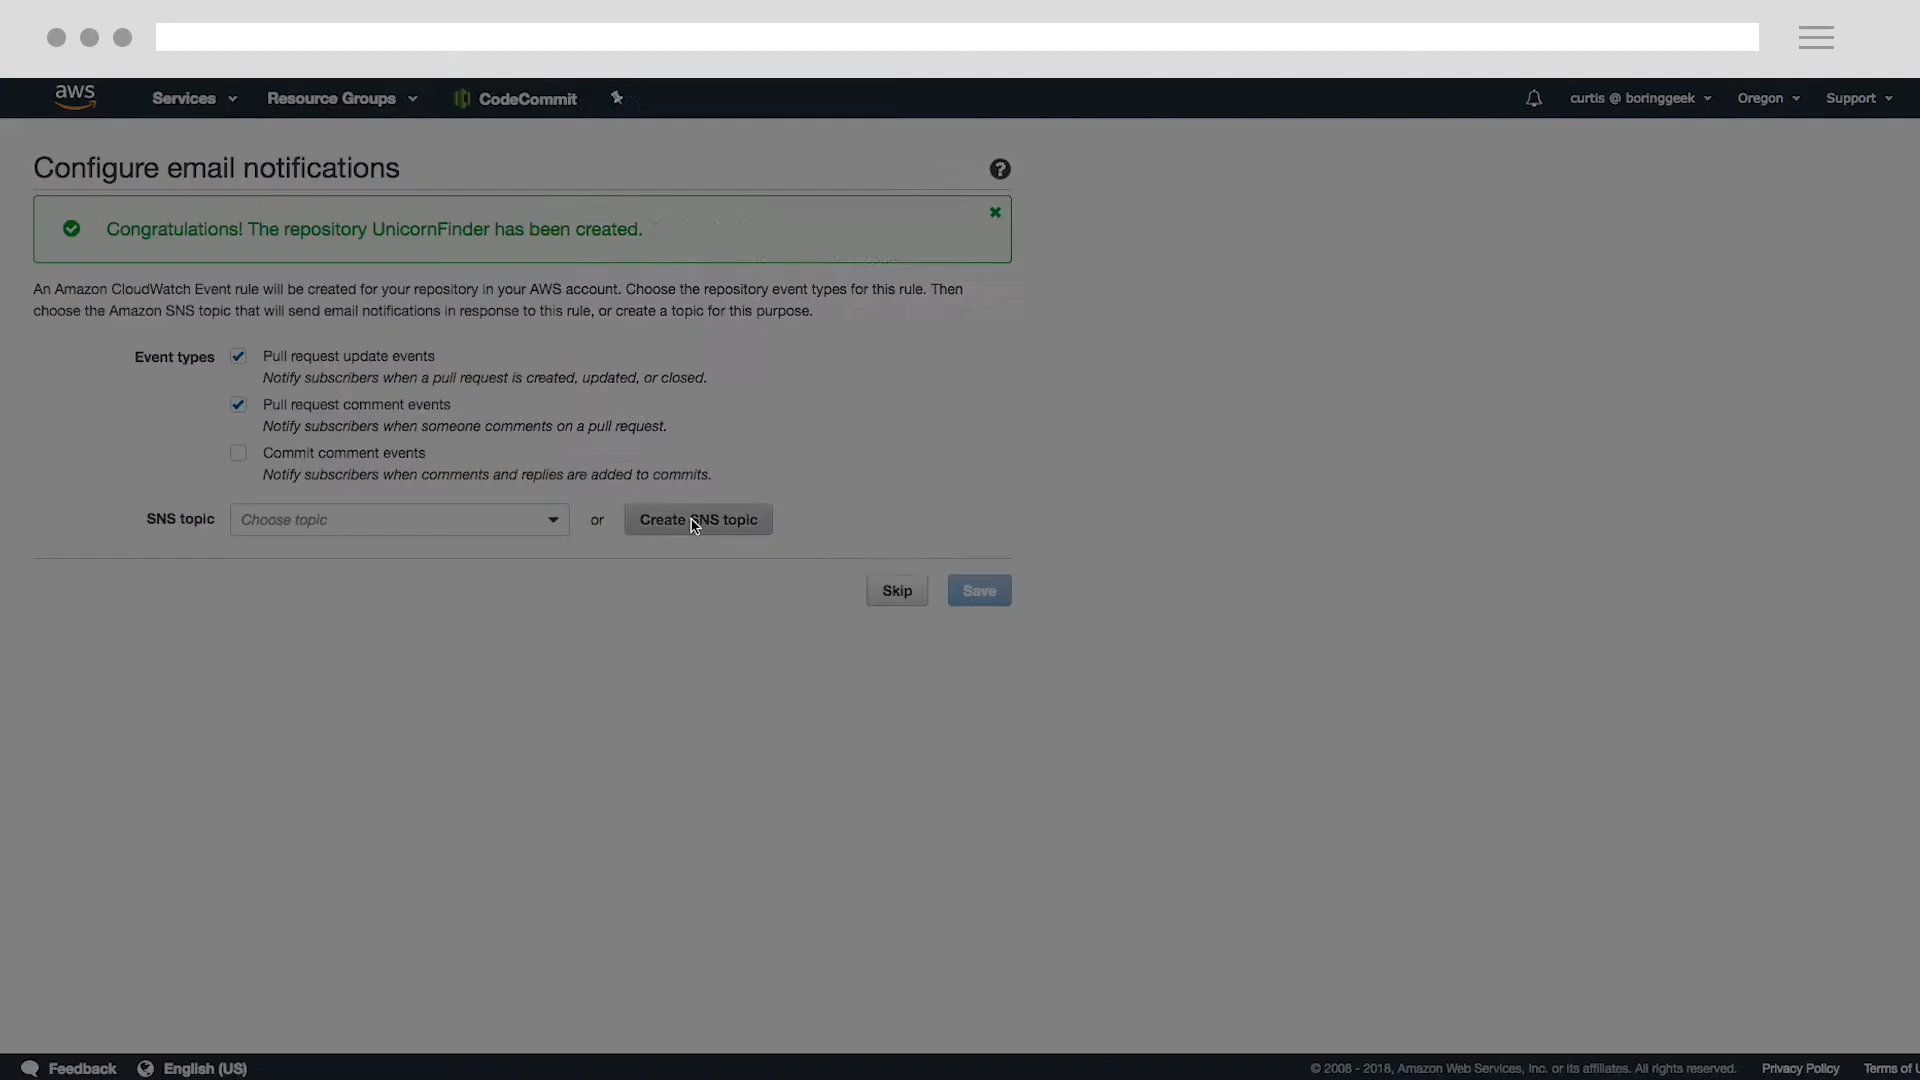 aws Services Resource Groups CodeCommit curtis @ boringgeek Oregon Support
Configure email notifications
Congratulations! The repository UnicornFinder has been created.
An Amazon CloudWatch Event rule will be created for your repository in your AWS account. Choose the repository event types for this rule. Then
choose the Amazon SNS topic that will send email notifications in response to this rule, or create a topic for this purpose.
Event types Pull request update events
Notify subscribers when a pull request is created, updated, or closed.
Pull request comment events
Notify subscribers when someone comments on a pull request.
Commit comment events
Notify subscribers when comments and replies are added to commits.
SNS topic Choose topic or Create SNS topic
Skip Save
Feedback English (US) © 2008 - 2018, Amazon Web Services, Inc. or its affiliates. All rights reserved. Privacy Policy Terms of